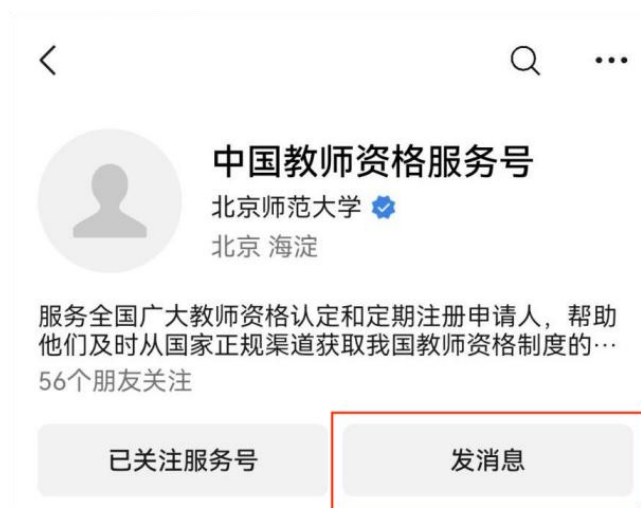 中国教师资格服务号
北京师范大学
北京 海淀
服务全国广大教师资格认定和定期注册申请人，帮助
他们及时从国家正规渠道获取我国教师资格制度的…
56个朋友关注
已关注服务号
发消息